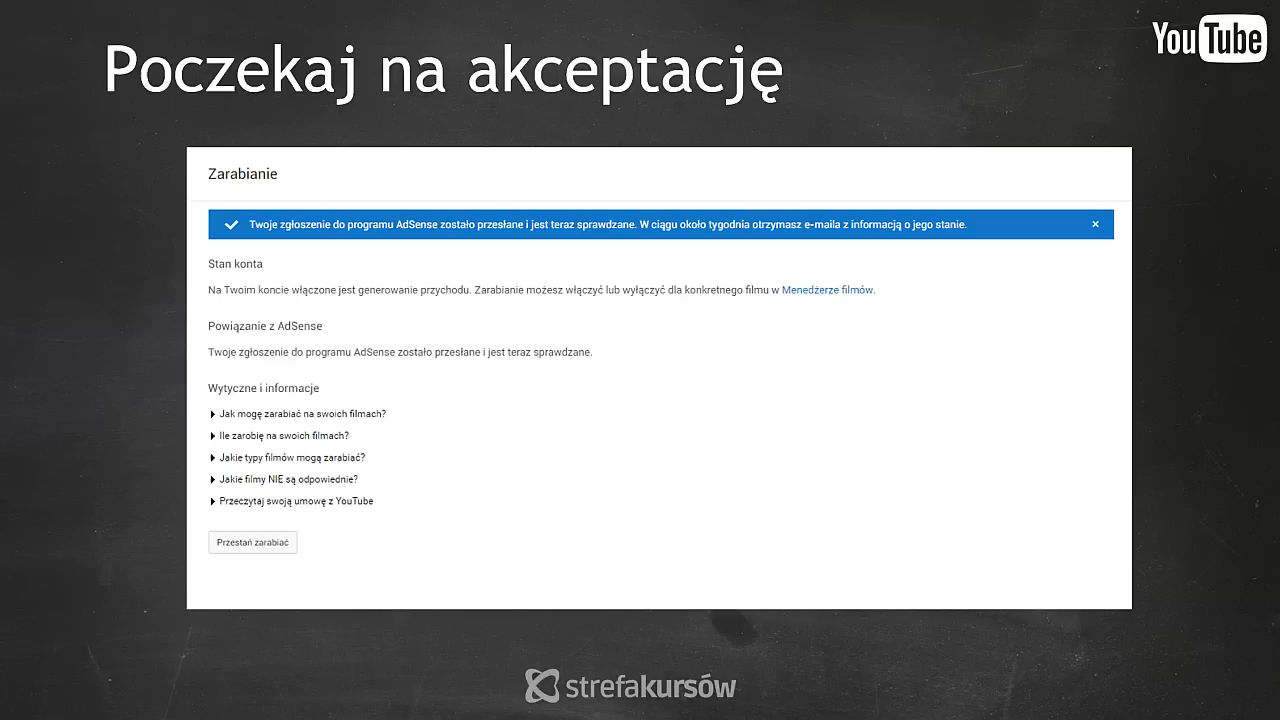 YouTube
Poczekaj na akceptację
Zarabianie
Twoje zgłoszenie do programu AdSense zostało przesłane i jest teraz sprawdzane. W ciągu około tygodnia otrzymasz e-maila z informacją o jego stanie.
Stan konta
Na Twoim koncie włączone jest generowanie przychodu. Zarabianie możesz włączyć lub wyłączyć dla konkretnego filmu w Menedżerze filmów.
Powiązanie z AdSense
Twoje zgłoszenie do programu AdSense zostało przesłane i jest teraz sprawdzane.
Wytyczne i informacje
Jak mogę zarabiać na swoich filmach?
Ile zarobię na swoich filmach?
Jakie typy filmów mogą zarabiać?
Jakie filmy NIE są odpowiednie?
Przeczytaj swoją umowę z YouTube
Przestań zarabiać
strefakursów